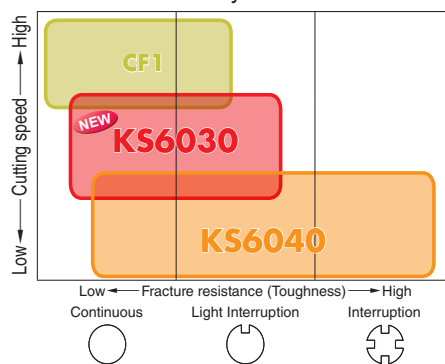 High
Cutting speed
Low
CF1
NEW
KS6030
KS6040
Low Fracture resistance (Toughness) High
Continuous Light Interruption Interruption